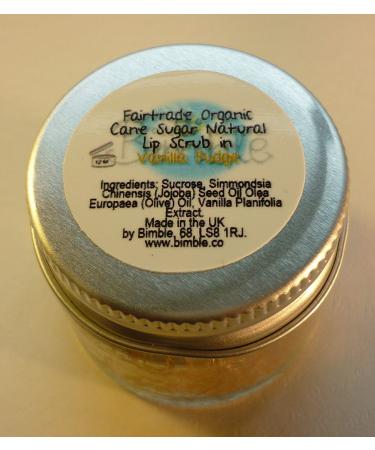 Fairtrade Organic
Cane Sugar Natural
Lip Scrub in
Vanilla Fudge
12M
Ingredients: Sucrose, Simmondsia
Chinensis (Jojoba) Seed Oil Olea
Europaea (Olive) Oil, Vanilla Planifolia
Extract.
Made in the UK
by Bimble, 68, LS8 1RJ.
www.bimble.co